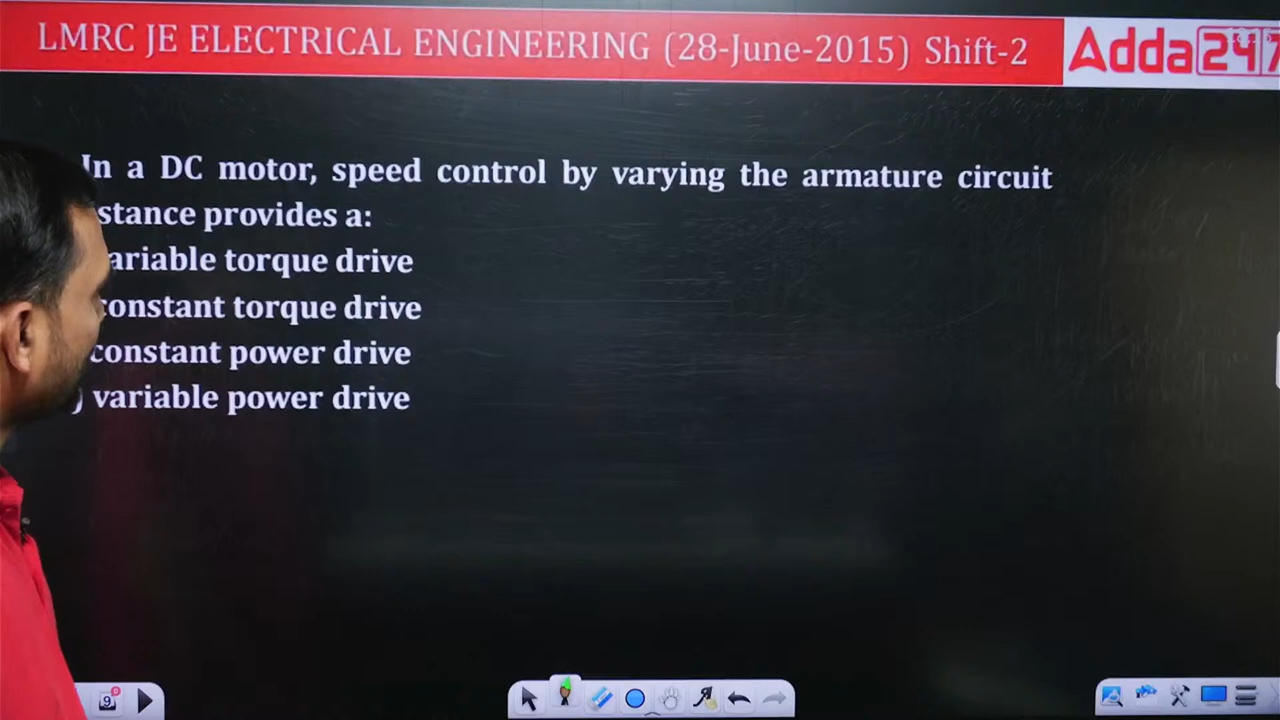 LMRC JE ELECTRICAL ENGINEERING (28-June-2015) Shift-2
Adda247
In a DC motor, speed control by varying the armature circuit
stance provides a:
ariable torque drive
constant torque drive
constant power drive
) variable power drive
9